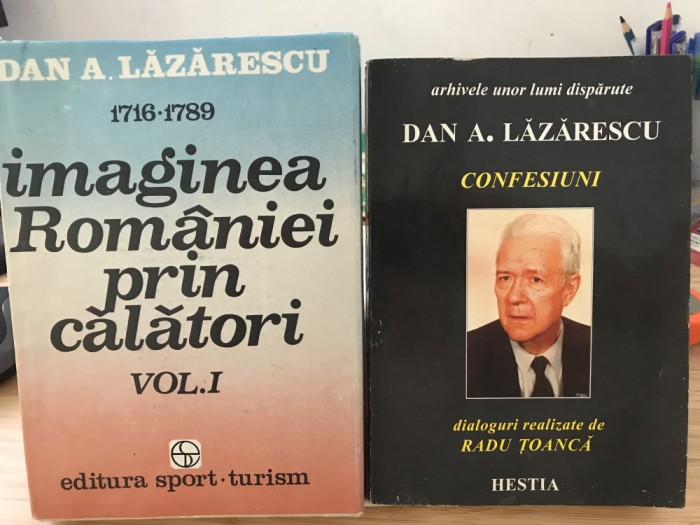 DAN A. LĂZĂRESCU
1716·1789
imaginea
României
prin
călători
VOL.I
editura sport·turism
arhivele unor lumi dispărute
DAN A. LĂZĂRESCU
CONFESIUNI
dialoguri realizate de
RADU ȚOANCĂ
HESTIA